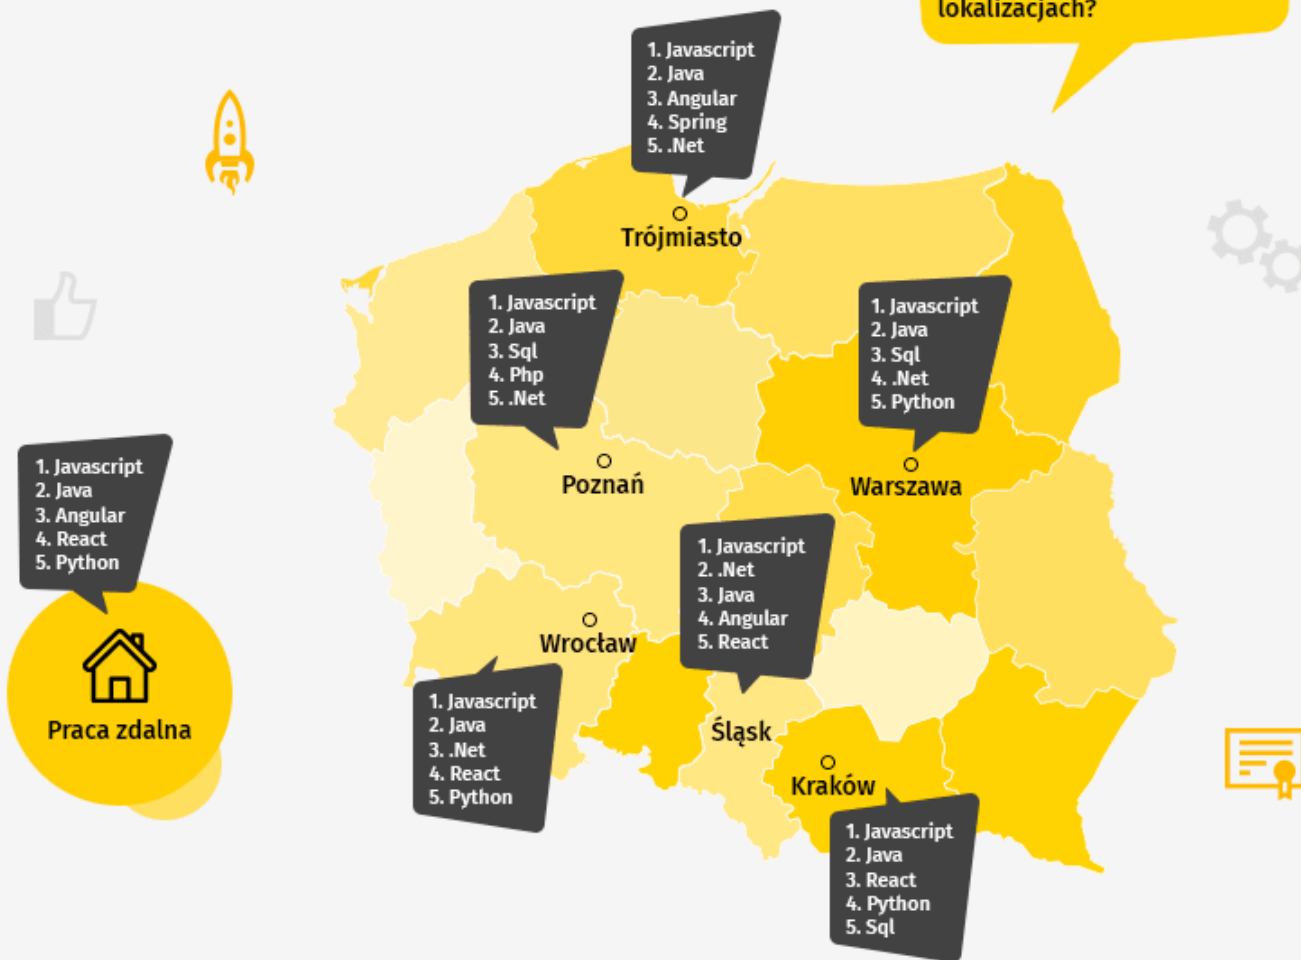 lokalizacjach?
1. Javascript
2. Java
3. Angular
4. Spring
5. .Net
Trójmiasto
1. Javascript
2. Java
3. Sql
4. Php
5. .Net
Poznań
1. Javascript
2. Java
3. Sql
4. .Net
5. Python
Warszawa
1. Javascript
2. Java
3. Angular
4. React
5. Python
Praca zdalna
1. Javascript
2. .Net
3. Java
4. Angular
5. React
Śląsk
Wrocław
1. Javascript
2. Java
3. .Net
4. React
5. Python
Kraków
1. Javascript
2. Java
3. React
4. Python
5. Sql